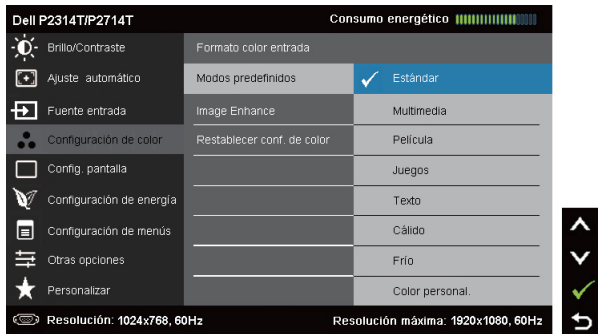 Dell P2314T/P2714T Consumo energético
Brillo/Contraste Formato color entrada
Ajuste automático Modos predefinidos Estándar
Fuente entrada Image Enhance Multimedia
Configuración de color Restablecer conf. de color Película
Config. pantalla Juegos
Configuración de energía Texto
Configuración de menús Cálido
Otras opciones Frío
Personalizar Color personal.
Resolución: 1024x768, 60Hz Resolución máxima: 1920x1080, 60Hz